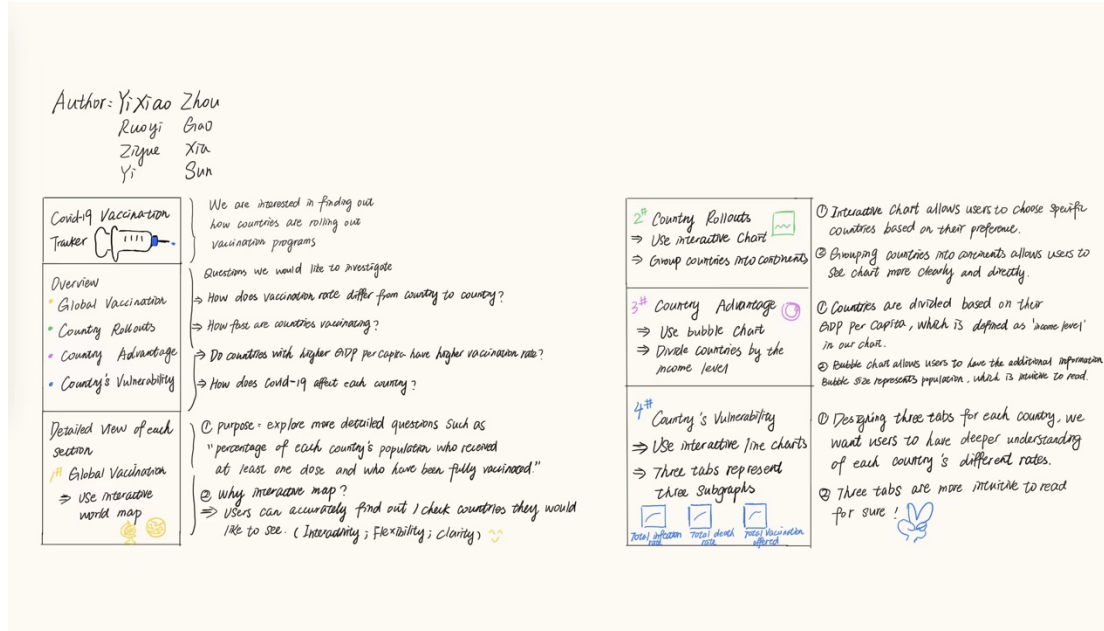 Author: YiXiao Zhou
Ruoyi Gao
Ziyue Xia
Yi Sun
Covid-19 Vaccination
Tracker
We are interested in finding out
how countries are rolling out
vaccination programs
Overview
• Global Vaccination
• Country Rollouts
• Country Advantage
• Country's Vulnerability
Questions we would like to investigate
⇒ How does vaccination rate differ from country to country?
⇒ How fast are countries vaccinating?
⇒ Do countries with higher GDP per capita have higher vaccination rate?
⇒ How does Covid-19 affect each country?
Detailed view of each
section
1# Global Vaccination
⇒ Use interactive
world map
① purpose = explore more detailed questions such as
"percentage of each country's population who received
at least one dose and who have been fully vaccinated."
② Why interactive map?
⇒ Users can accurately find out / check countries they would
like to see. (Interactivity; Flexibility; Clarity)
2# Country Rollouts
⇒ Use interactive Chart
⇒ Group countries into continents
① Interactive Chart allows users to choose specific
countries based on their preference.
② Grouping countries into continents allows users to
see chart more clearly and directly.
3# Country Advantage
⇒ Use bubble Chart
⇒ Divide countries by the
income level
① Countries are divided based on their
GDP per Capita, which is defined as 'income level'
in our chart.
② Bubble chart allows users to have the additional information
Bubble size represents population, which is intuitive to read.
4#
Country's Vulnerability
⇒ Use interactive line charts
⇒ Three tabs represent
three subgraphs
Total infection
rate
Total death
rate
Total Vaccination
offered
① Designing three tabs for each country, we
want users to have deeper understanding
of each country's different rates.
② Three tabs are more intuitive to read
for sure!